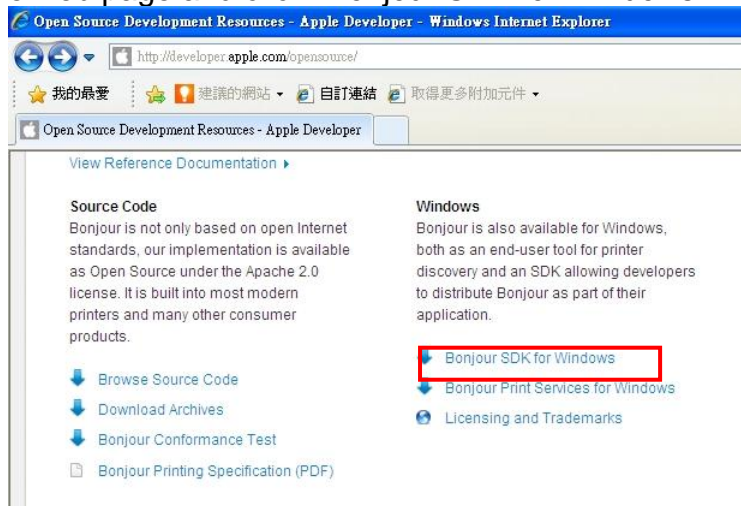 Open Source Development Resources - Apple Developer - Windows Internet Explorer
http://developer.apple.com/opensource/
我的最愛 建議的網站 自訂連結 取得更多附加元件
Open Source Development Resources - Apple Developer
View Reference Documentation
Source Code
Bonjour is not only based on open Internet
standards, our implementation is available
as Open Source under the Apache 2.0
license. It is built into most modern
printers and many other consumer
products.
Browse Source Code
Download Archives
Bonjour Conformance Test
Bonjour Printing Specification (PDF)
Windows
Bonjour is also available for Windows,
both as an end-user tool for printer
discovery and an SDK allowing developers
to distribute Bonjour as part of their
application.
Bonjour SDK for Windows
Bonjour Print Services for Windows
Licensing and Trademarks